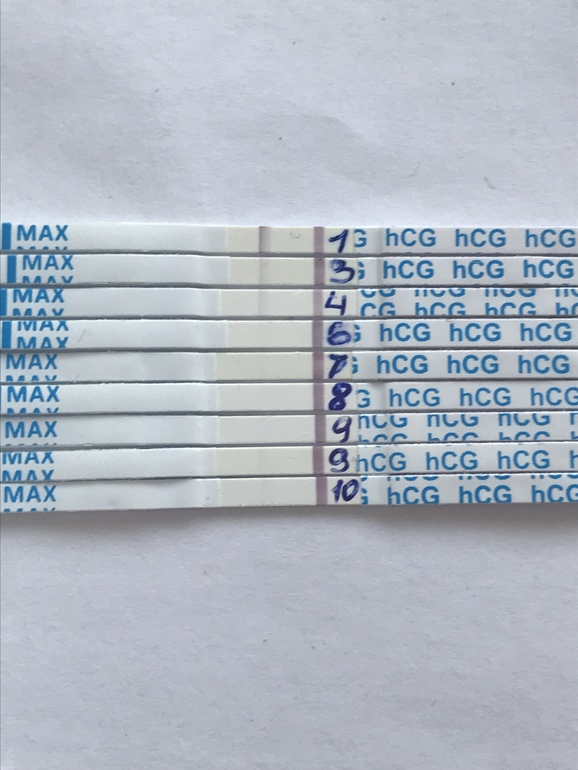 MAX 1 G hCG hCG hCG
MAX 3 G hCG hCG hCG
MAX 4 CG hCG hCG hCG
MAX 6 G hCG hCG hCG
MAX 7 G hCG hCG hCG
MAX 8 G hCG hCG hCG
MAX 9 hCG hCG hCG
MAX 9 hCG hCG h
MAX 10 G hCG hCG hCG